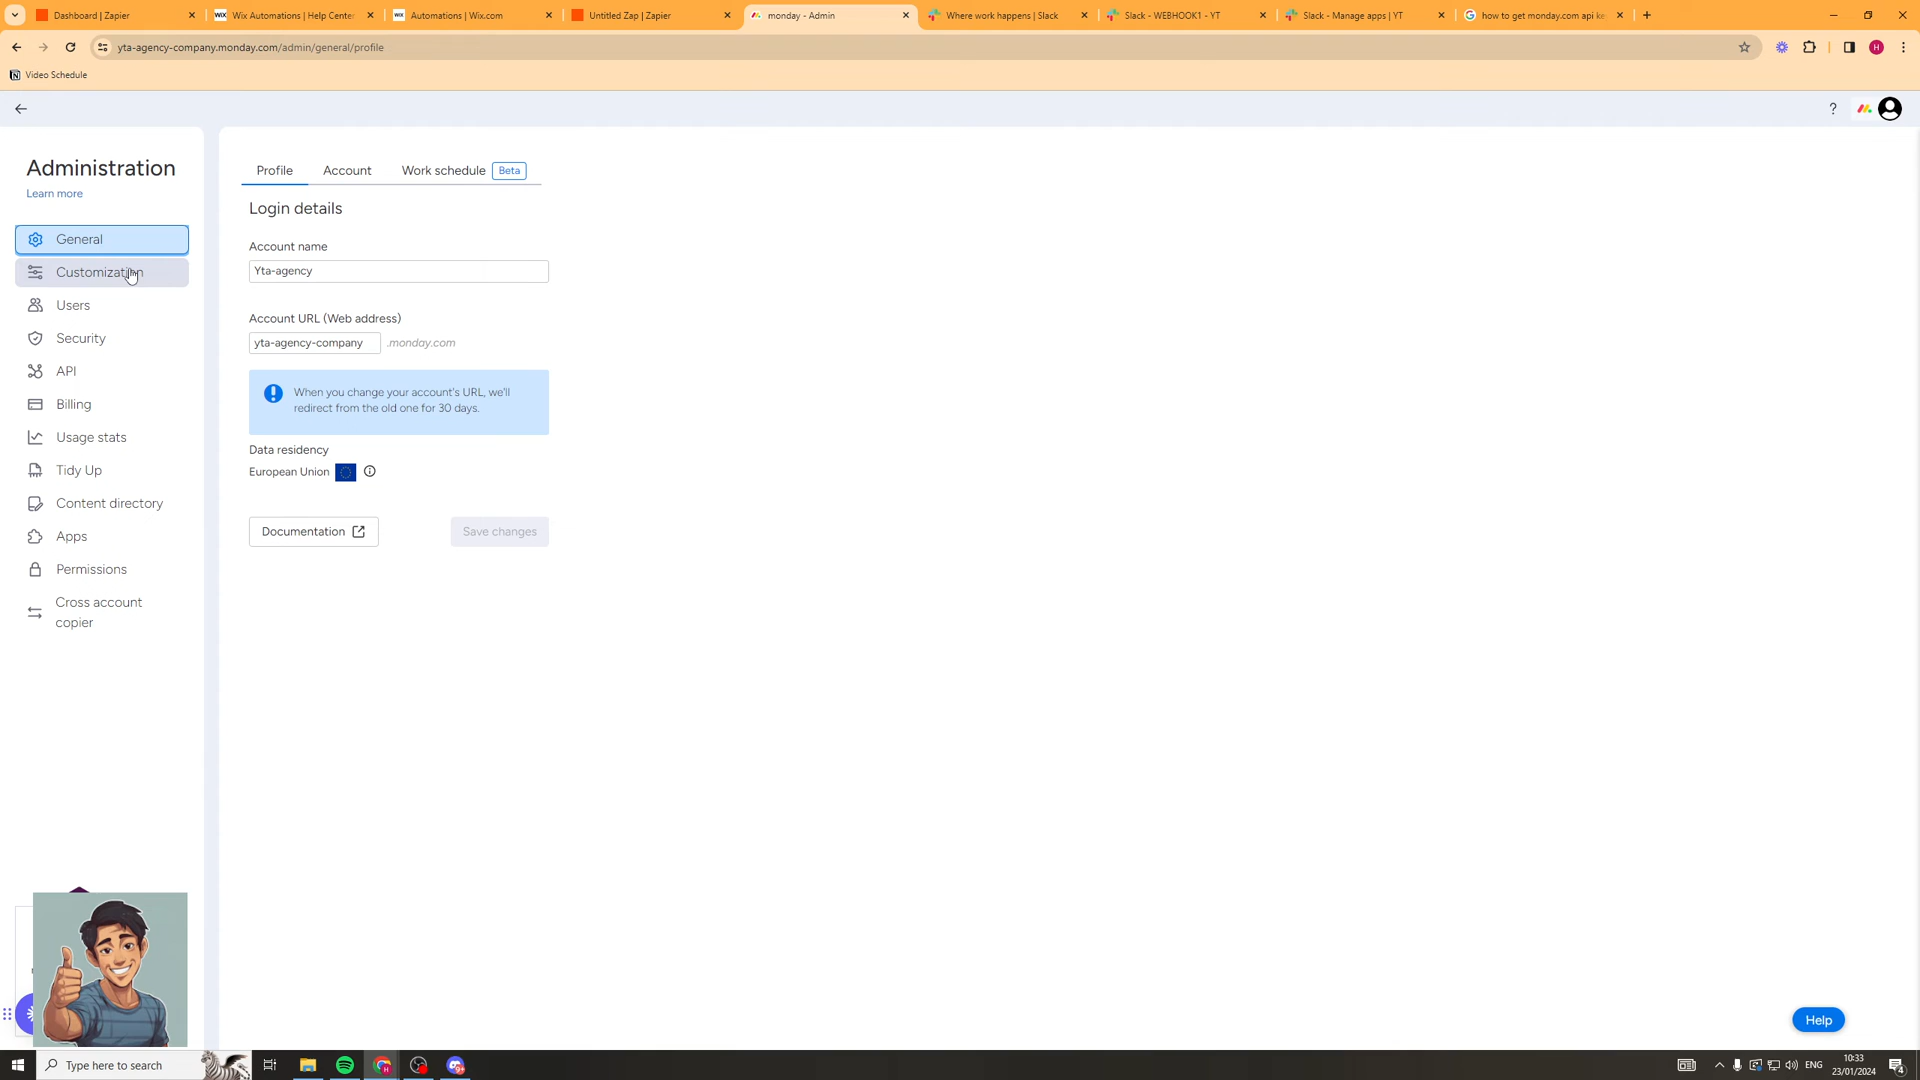 Dashboard | Zapier
Wix Automations | Help Center
Automations | Wix.com
Untitled Zap | Zapier
monday - Admin
Where work happens | Slack
Slack - WEBHOOK1 - YT
Slack - Manage apps | YT
how to get monday.com api ke
yta-agency-company.monday.com/admin/general/profile
H
Video Schedule
Administration
Learn more
General
Customization
Users
Security
API
Billing
Usage stats
Tidy Up
Content directory
Apps
Permissions
Cross account
copier
Profile
Account
Work schedule
Beta
Login details
Account name
Yta-agency
Account URL (Web address)
yta-agency-company
.monday.com
When you change your account's URL, we'll
redirect from the old one for 30 days.
Data residency
European Union
Documentation
Save changes
Help
Type here to search
ENG
10:33
23/01/2024